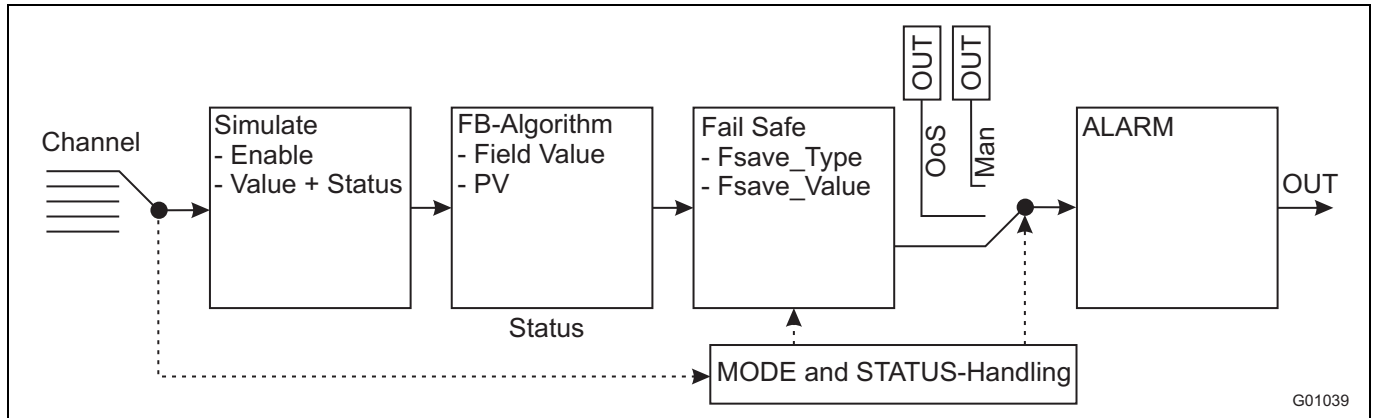 Channel
Simulate
- Enable
- Value + Status
FB-Algorithm
- Field Value
- PV
Status
Fail Safe
- Fsave_Type
- Fsave_Value
OUT
OoS
OUT
Man
ALARM
OUT
MODE and STATUS-Handling
G01039